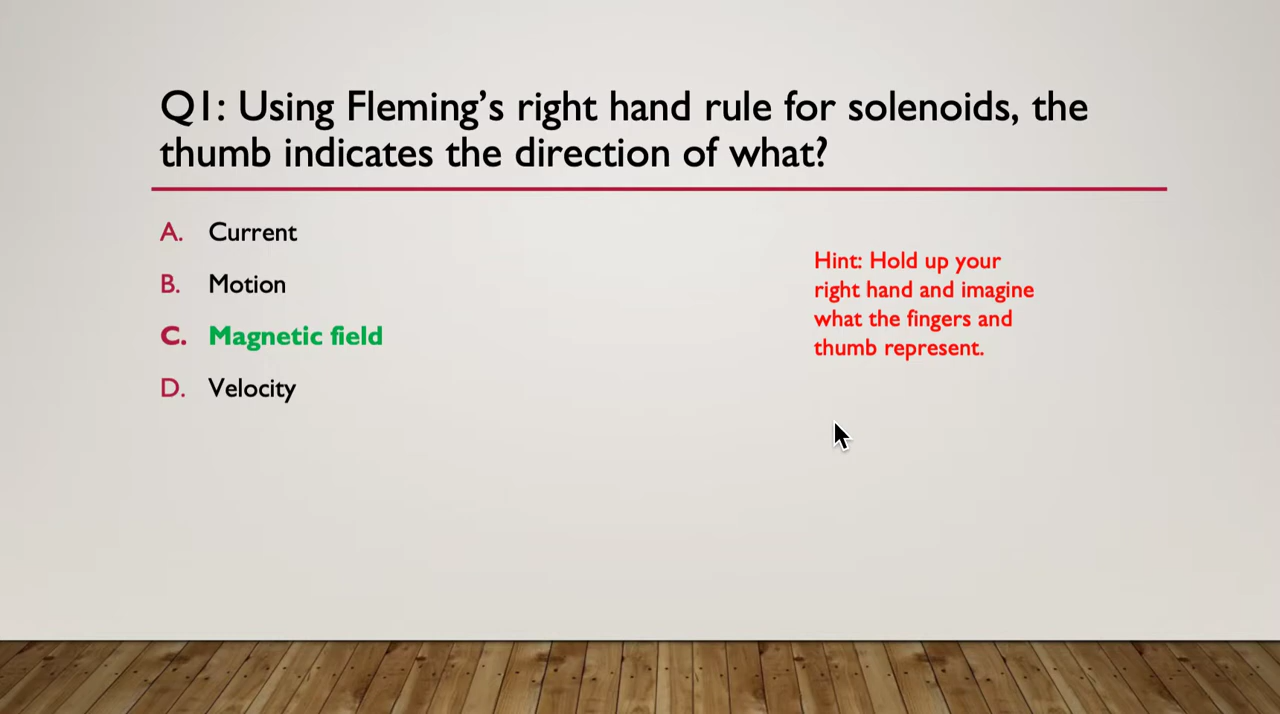 Q1: Using Fleming’s right hand rule for solenoids, the
thumb indicates the direction of what?
A. Current
B. Motion
C. Magnetic field
D. Velocity
Hint: Hold up your
right hand and imagine
what the fingers and
thumb represent.